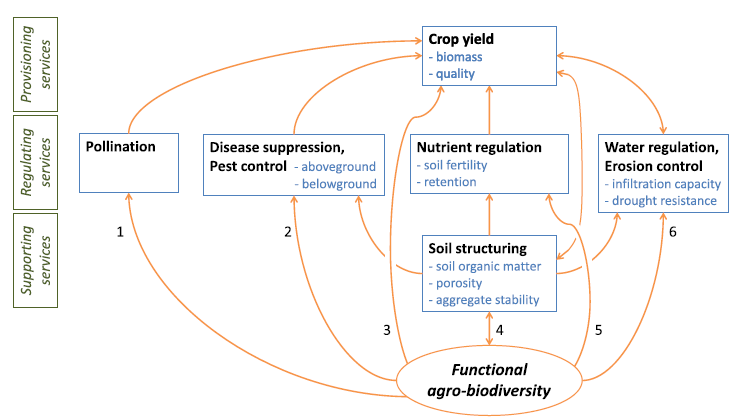 Provisioning
services
Crop yield
- biomass
- quality
Regulating
services
Pollination
Disease suppression,
Pest control - aboveground
- belowground
Nutrient regulation
- soil fertility
- retention
Water regulation,
Erosion control
- infiltration capacity
- drought resistance
Supporting
services
1
2
Soil structuring
- soil organic matter
- porosity
- aggregate stability
6
3
4
5
Functional
agro-biodiversity